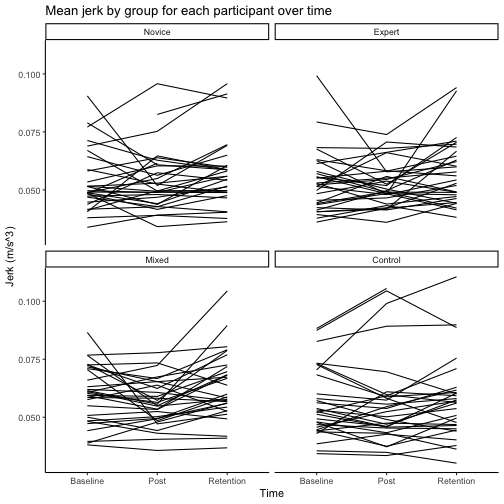 Mean jerk by group for each participant over time
Novice
Expert
0.100
0.075
0.050
Mixed
Control
0.100
0.075
0.050
Jerk (m/s^3)
Baseline Post Retention
Baseline Post Retention
Time